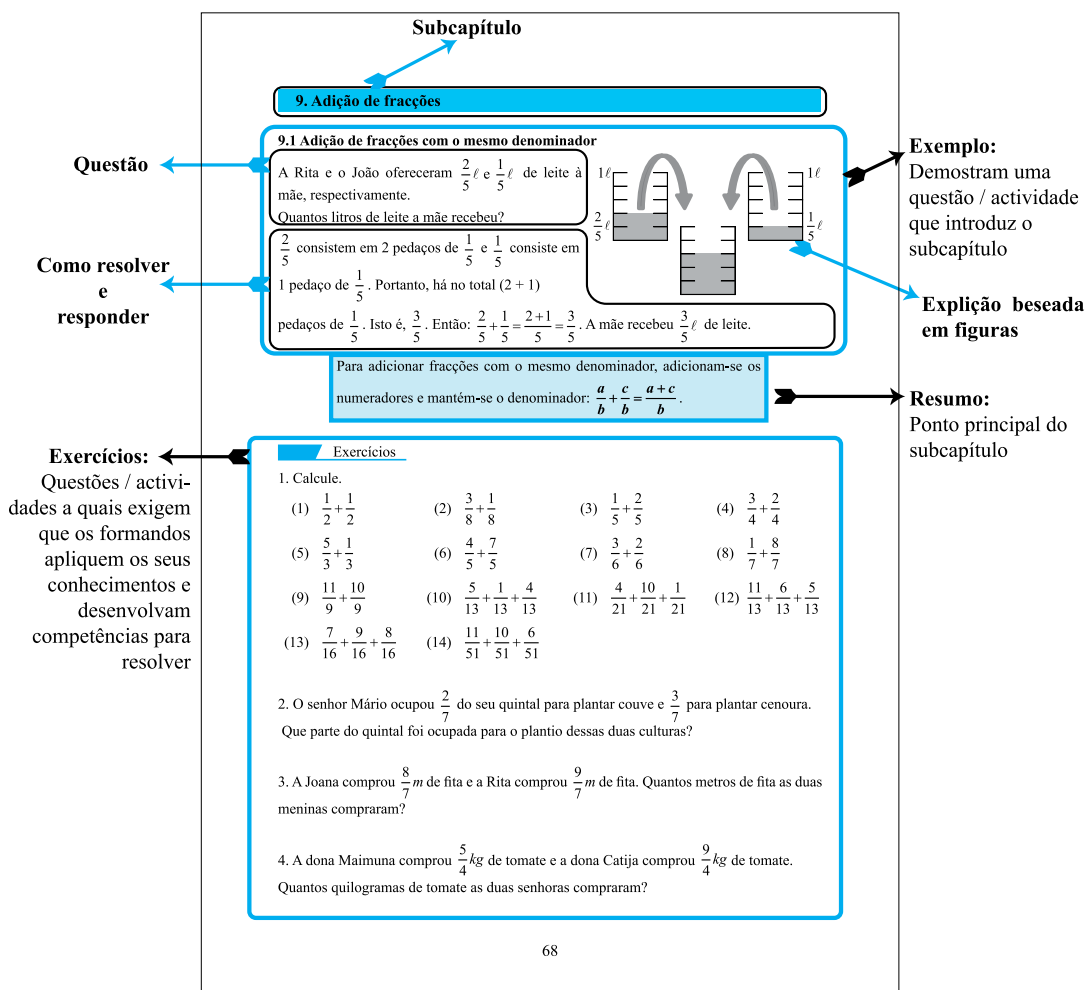 Subcapítulo
9. Adição de fracções
9.1 Adição de fracções com o mesmo denominador
Questão
A Rita e o João ofereceram 2/5 ℓ e 1/5 ℓ de leite à
mãe, respectivamente.
Quantos litros de leite a mãe recebeu?
1ℓ
2/5 ℓ
1ℓ
1/5 ℓ
Exemplo:
Demostram uma
questão / actividade
que introduz o
subcapítulo
Como resolver
e
responder
2/5 consistem em 2 pedaços de 1/5 e 1/5 consiste em
1 pedaço de 1/5 . Portanto, há no total (2 + 1)
pedaços de 1/5 . Isto é, 3/5 . Então: 2/5 + 1/5 = 2+1/5 = 3/5 . A mãe recebeu 3/5 ℓ de leite.
Explição beseada
em figuras
Para adicionar fracções com o mesmo denominador, adicionam-se os
numeradores e mantém-se o denominador: a/b + c/b = a+c/b .
Resumo:
Ponto principal do
subcapítulo
Exercícios:
Questões / activi-
dades a quais exigem
que os formandos
apliquem os seus
conhecimentos e
desenvolvam
competências para
resolver
Exercícios
1. Calcule.
(1) 1/2 + 1/2 (2) 3/8 + 1/8 (3) 1/5 + 2/5 (4) 3/4 + 2/4
(5) 5/3 + 1/3 (6) 4/5 + 7/5 (7) 3/6 + 2/6 (8) 1/7 + 8/7
(9) 11/9 + 10/9 (10) 5/13 + 1/13 + 4/13 (11) 4/21 + 10/21 + 1/21 (12) 11/13 + 6/13 + 5/13
(13) 7/16 + 9/16 + 8/16 (14) 11/51 + 10/51 + 6/51
2. O senhor Mário ocupou 2/7 do seu quintal para plantar couve e 3/7 para plantar cenoura.
Que parte do quintal foi ocupada para o plantio dessas duas culturas?
3. A Joana comprou 8/7 m de fita e a Rita comprou 9/7 m de fita. Quantos metros de fita as duas
meninas compraram?
4. A dona Maimuna comprou 5/4 kg de tomate e a dona Catija comprou 9/4 kg de tomate.
Quantos quilogramas de tomate as duas senhoras compraram?
68